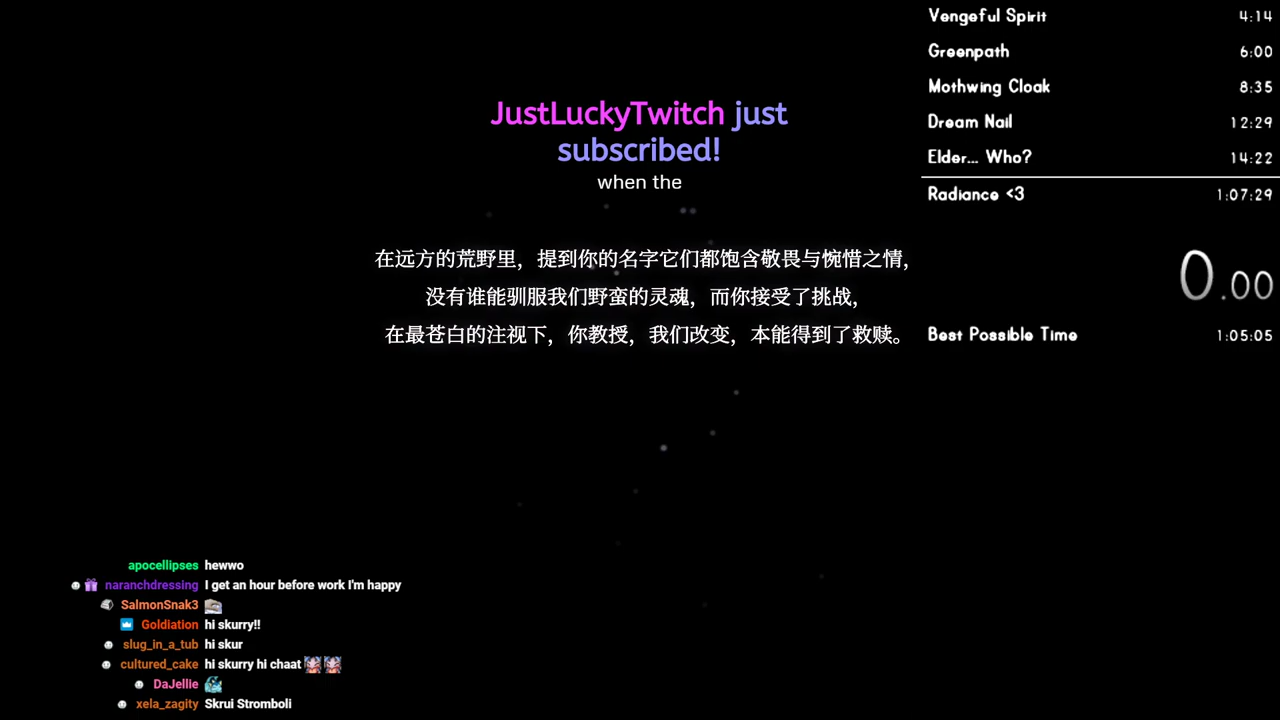 Vengeful Spirit 4:14
Greenpath 6:00
Mothwing Cloak 8:35
Dream Nail 12:29
Elder... Who? 14:22
Radiance <3 1:07:29
0.00
Best Possible Time 1:05:05
JustLuckyTwitch just
subscribed!
when the
在远方的荒野里，提到你的名字它们都饱含敬畏与惋惜之情，
没有谁能驯服我们野蛮的灵魂，而你接受了挑战，
在最苍白的注视下，你教授，我们改变，本能得到了救赎。
apocellipses hewwo
naranchdressing I get an hour before work I'm happy
SalmonSnak3
Goldiation hi skurry!!
slug_in_a_tub hi skur
cultured_cake hi skurry hi chaat
DaJellie
xela_zagity Skrui Stromboli